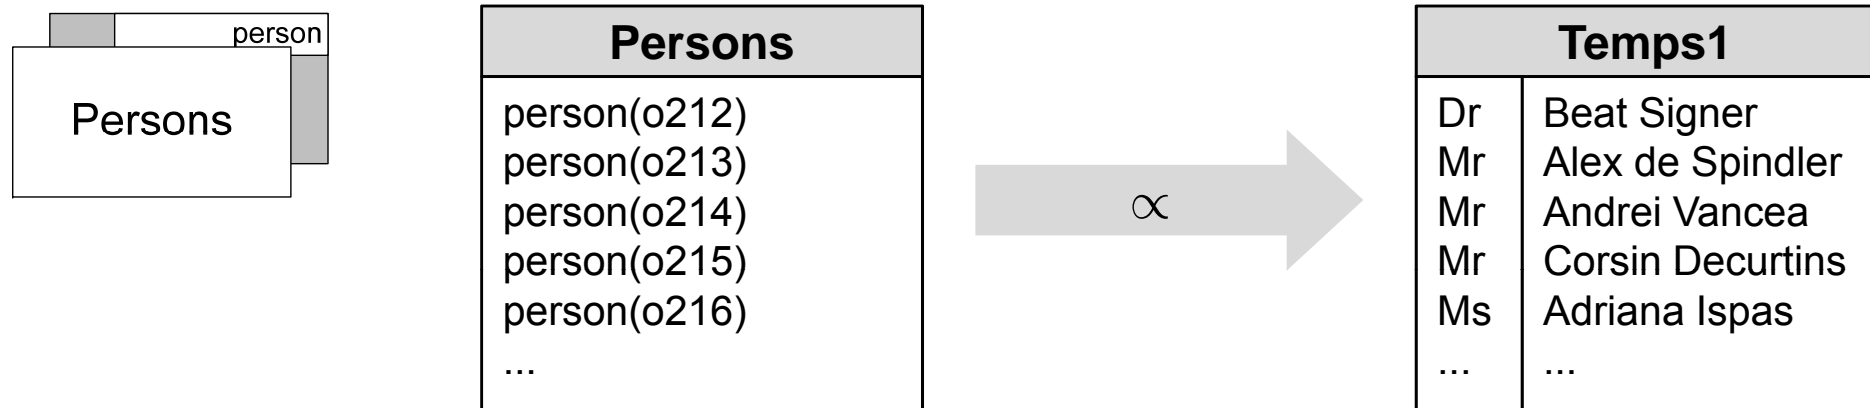 person
Persons
Persons
person(o212)
person(o213)
person(o214)
person(o215)
person(o216)
...
∝
Temps1
Dr Beat Signer
Mr Alex de Spindler
Mr Andrei Vancea
Mr Corsin Decurtins
Ms Adriana Ispas
... ...